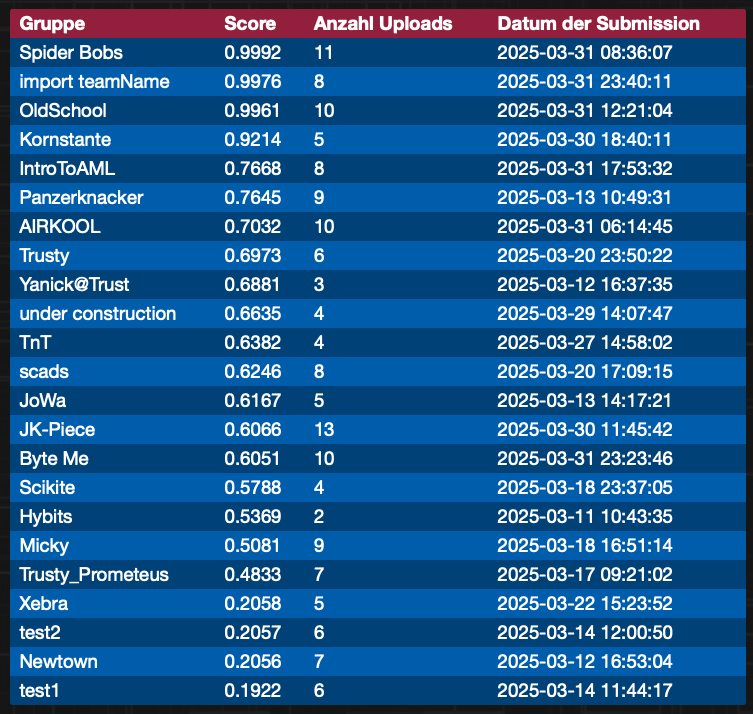 Gruppe Score Anzahl Uploads Datum der Submission
Spider Bobs 0.9992 11 2025-03-31 08:36:07
import teamName 0.9976 8 2025-03-31 23:40:11
OldSchool 0.9961 10 2025-03-31 12:21:04
Kornstante 0.9214 5 2025-03-30 18:40:11
IntroToAML 0.7668 8 2025-03-31 17:53:32
Panzerknacker 0.7645 9 2025-03-13 10:49:31
AIRKOOL 0.7032 10 2025-03-31 06:14:45
Trusty 0.6973 6 2025-03-20 23:50:22
Yanick@Trust 0.6881 3 2025-03-12 16:37:35
under construction 0.6635 4 2025-03-29 14:07:47
TnT 0.6382 4 2025-03-27 14:58:02
scads 0.6246 8 2025-03-20 17:09:15
JoWa 0.6167 5 2025-03-13 14:17:21
JK-Piece 0.6066 13 2025-03-30 11:45:42
Byte Me 0.6051 10 2025-03-31 23:23:46
Scikite 0.5788 4 2025-03-18 23:37:05
Hybits 0.5369 2 2025-03-11 10:43:35
Micky 0.5081 9 2025-03-18 16:51:14
Trusty_Prometeus 0.4833 7 2025-03-17 09:21:02
Xebra 0.2058 5 2025-03-22 15:23:52
test2 0.2057 6 2025-03-14 12:00:50
Newtown 0.2056 7 2025-03-12 16:53:04
test1 0.1922 6 2025-03-14 11:44:17